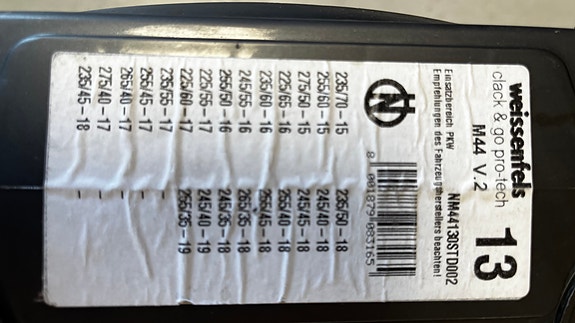 weissenfels
clack & go pro-tech
M44 V.2
13
NM44130STD002
Einsatzbereich PKW
Empfehlungen des Fahrzeugherstellers beachten!
8 001879 083165
235/70 - 15 235/50 - 18
255/60 - 15 245/40 - 18
275/50 - 15 245/45 - 18
225/65 - 16 255/40 - 18
235/60 - 16 255/45 - 18
245/55 - 16 265/35 - 18
255/50 - 16 245/35 - 18
225/55 - 17 245/40 - 19
225/60 - 17 255/35 - 19
235/55 - 17 -
255/45 - 17 -
265/40 - 17 -
275/40 - 17 -
235/45 - 18 -